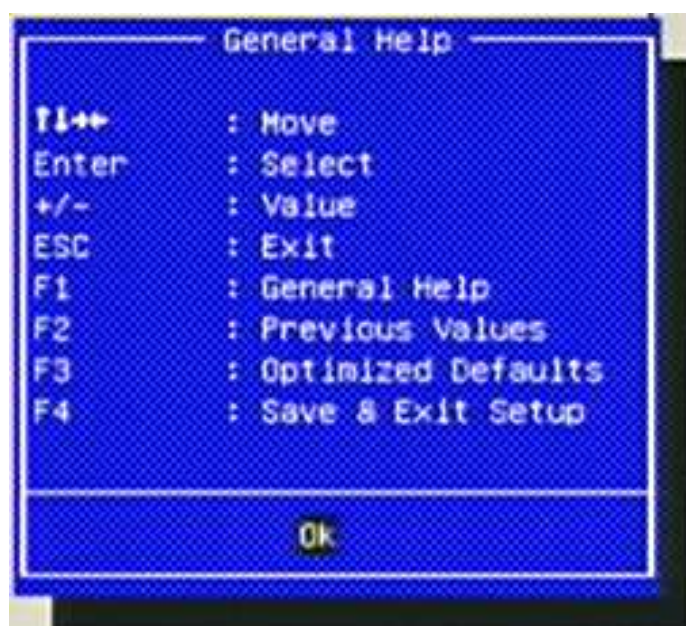 General Help
↑↓→← : Move
Enter : Select
+/- : Value
ESC : Exit
F1 : General Help
F2 : Previous Values
F3 : Optimized Defaults
F4 : Save & Exit Setup
Ok